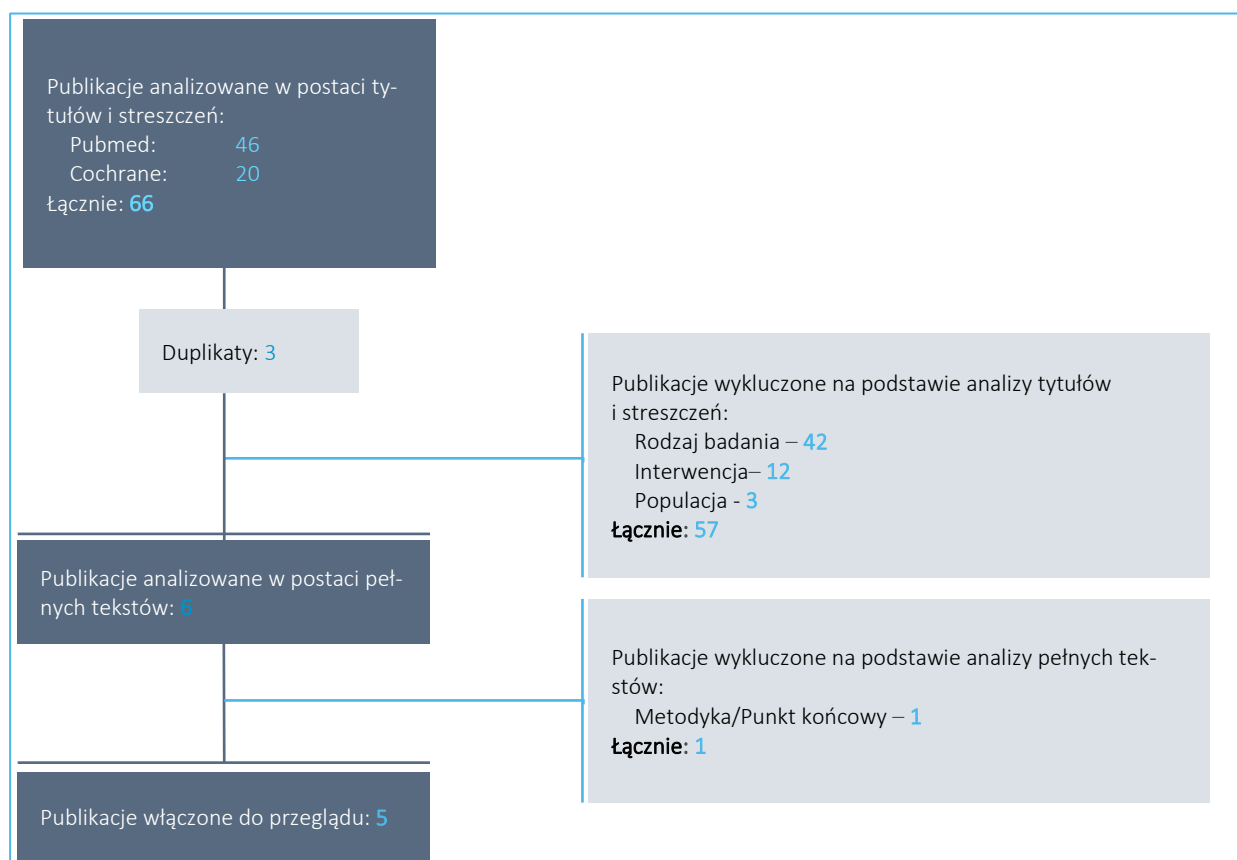 Publikacje analizowane w postaci ty-
tułów i streszczeń:
Pubmed: 46
Cochrane: 20
Łącznie: 66
Duplikaty: 3
Publikacje wykluczone na podstawie analizy tytułów
i streszczeń:
Rodzaj badania – 42
Interwencja– 12
Populacja - 3
Łącznie: 57
Publikacje analizowane w postaci peł-
nych tekstów: 6
Publikacje wykluczone na podstawie analizy pełnych tek-
stów:
Metodyka/Punkt końcowy – 1
Łącznie: 1
Publikacje włączone do przeglądu: 5